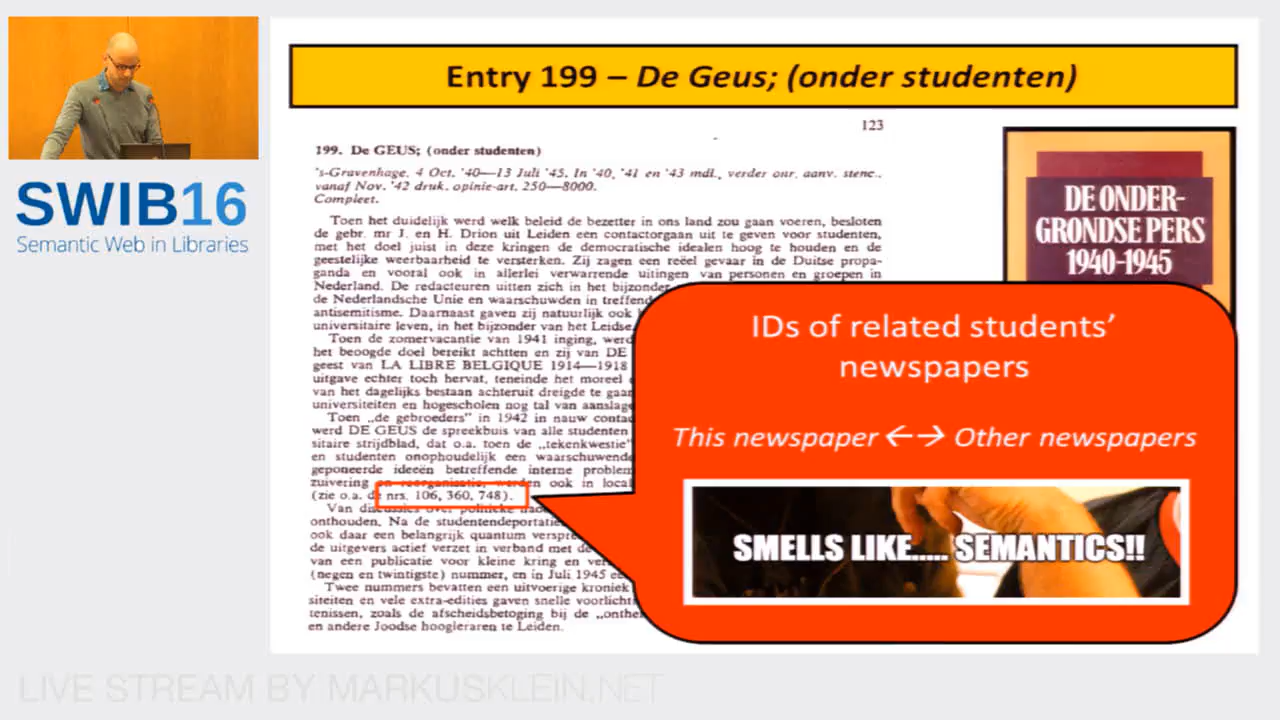 SWIB16
Semantic Web in Libraries
Entry 199 – De Geus; (onder studenten)
123
199. De GEUS; (onder studenten)
's-Gravenhage, 4 Oct. '40—13 Juli '45. In '40, '41 en '43 mdl., verder onr. aanv. stenc.,
vanaf Nov. '42 druk. opinie-art. 250—8000.
Compleet.
Toen het duidelijk werd welk beleid de bezetter in ons land zou gaan voeren, besloten
de gebr. mr J. en H. Drion uit Leiden een contactorgaan uit te geven voor studenten,
met het doel juist in deze kringen de democratische idealen hoog te houden en de
geestelijke weerbaarheid te versterken. Zij zagen een reëel gevaar in de Duitse propa-
ganda en vooral ook in allerlei verwarrende uitingen van personen en groepen in
Nederland. De redacteuren uitten zich in het bijzonder
de Nederlandsche Unie en waarschuwden in treffende
antisemitisme. Daarnaast gaven zij natuurlijk ook
universitaire leven, in het bijzonder van het Leidse.
Toen de zomervacantie van 1941 inging, werd
het beoogde doel bereikt achtten en zij van DE
geest van LA LIBRE BELGIQUE 1914—1918
uitgave echter toch hervat, teneinde het moreel
van het dagelijks bestaan achteruit dreigde te gaan
universiteiten en hogescholen nog tal van aanslage
Toen „de gebroeders" in 1942 in nauw contac
werd DE GEUS de spreekbuis van alle studenten
sitaire strijdblad, dat o.a. toen de „tekenkwestie"
en studenten onophoudelijk een waarschuwende
geponeerde ideeën betreffende interne problem
zuivering en reorganisatie, werden ook in local
(zie o.a. de nrs. 106, 360, 748).
Van discussies over politieke
onthouden. Na de studentendeportatie
ook daar een belangrijk quantum verspre
de uitgevers actief verzet in verband met de
van een publicatie voor kleine kring en ver
(negen en twintigste) nummer, en in Juli 1945 ee
Twee nummers bevatten een uitvoerige kroniek
siteiten en vele extra-edities gaven snelle voorlicht
tenissen, zoals de afscheidsbetoging bij de „onthe
en andere Joodse hoogleraren te Leiden.
DE ONDER-
GRONDSE PERS
1940-1945
IDs of related students'
newspapers
This newspaper ←→ Other newspapers
SMELLS LIKE..... SEMANTICS!!
LIVE STREAM BY MARKUSKLEIN.NET